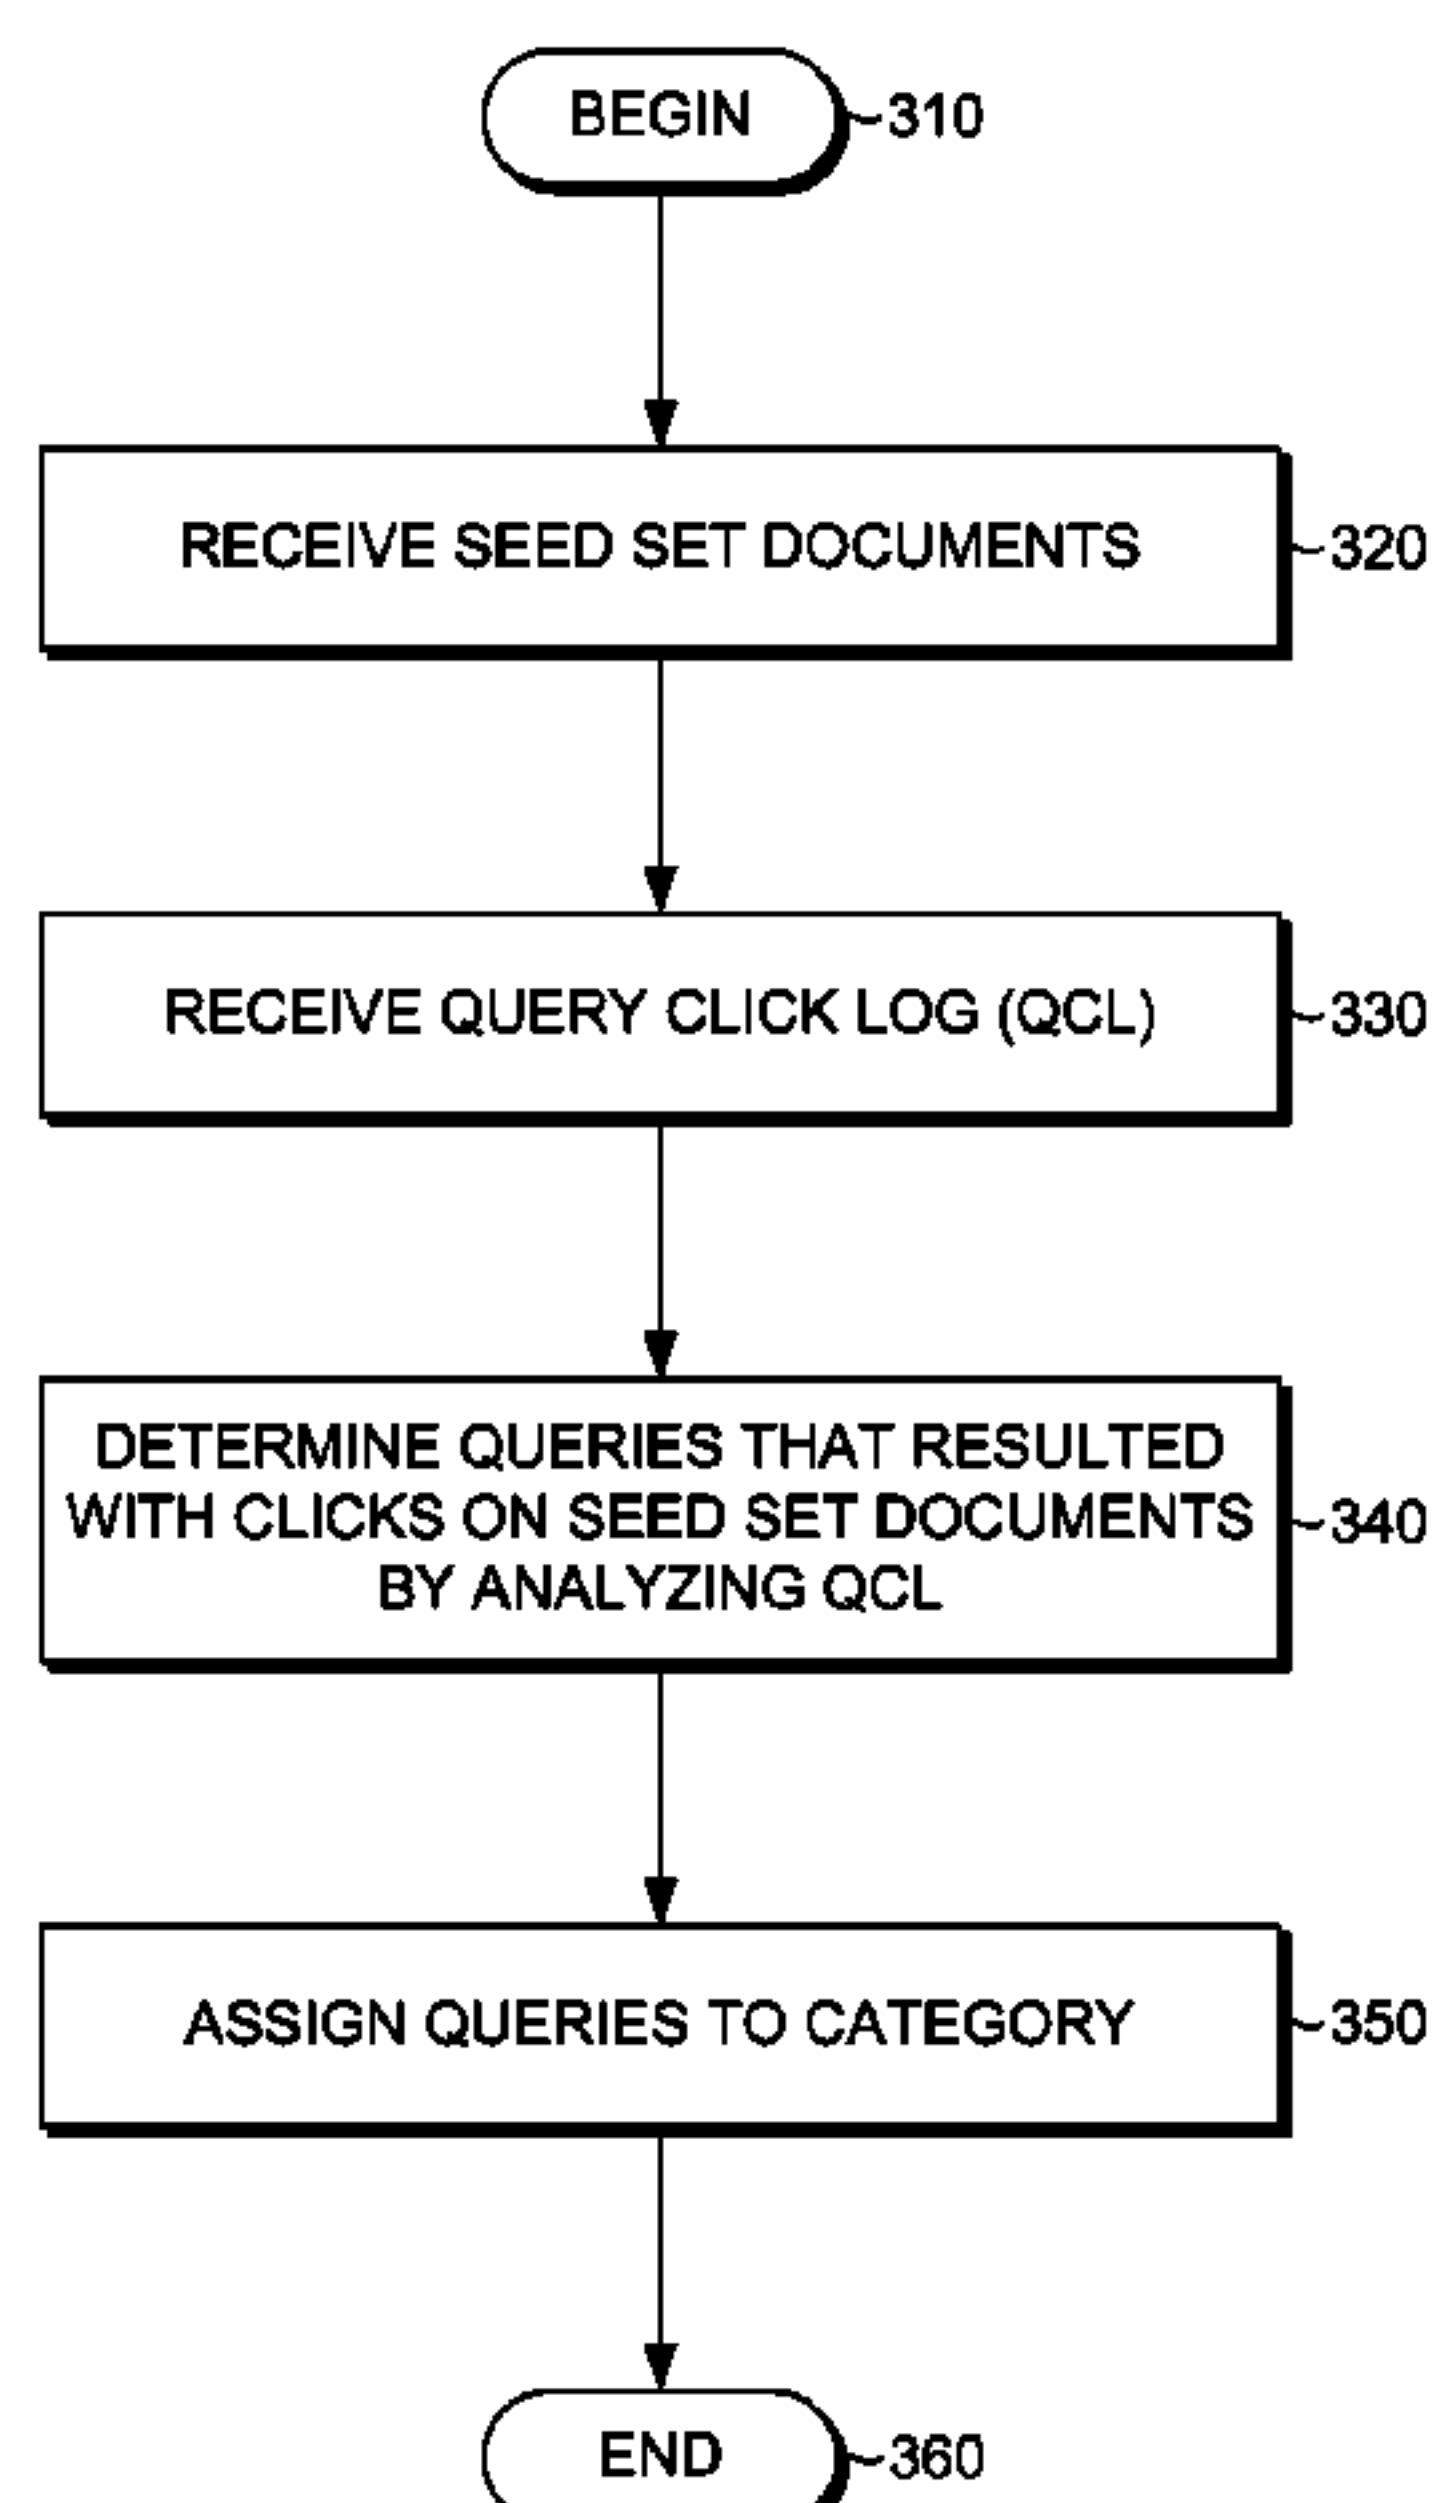 BEGIN
310
RECEIVE SEED SET DOCUMENTS
320
RECEIVE QUERY CLICK LOG (QCL)
330
DETERMINE QUERIES THAT RESULTED
WITH CLICKS ON SEED SET DOCUMENTS
BY ANALYZING QCL
340
ASSIGN QUERIES TO CATEGORY
350
END
360